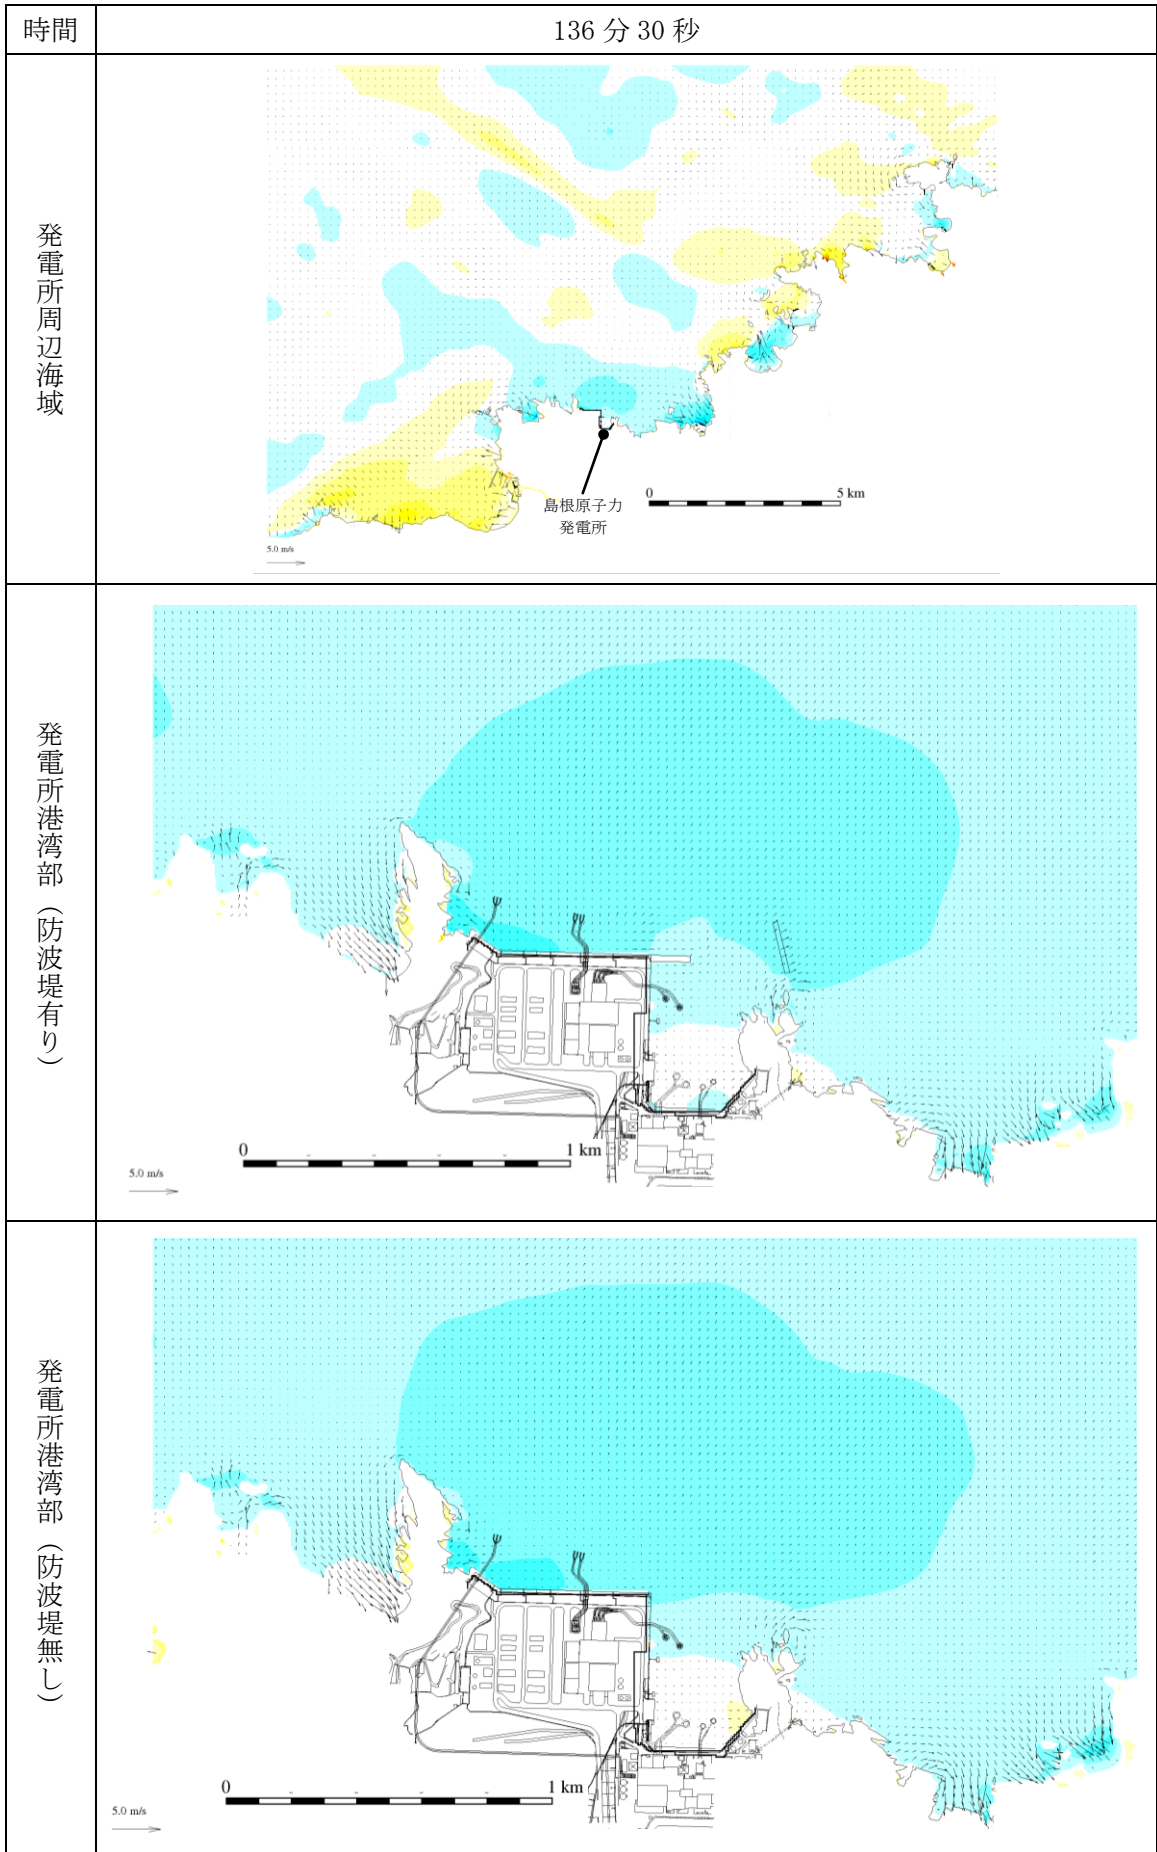 時間
136 分 30 秒
発電所周辺海域
島根原子力
発電所
0
5 km
5.0 m/s
発電所港湾部（防波堤有り）
0
1 km
5.0 m/s
発電所港湾部（防波堤無し）
0
1 km
5.0 m/s